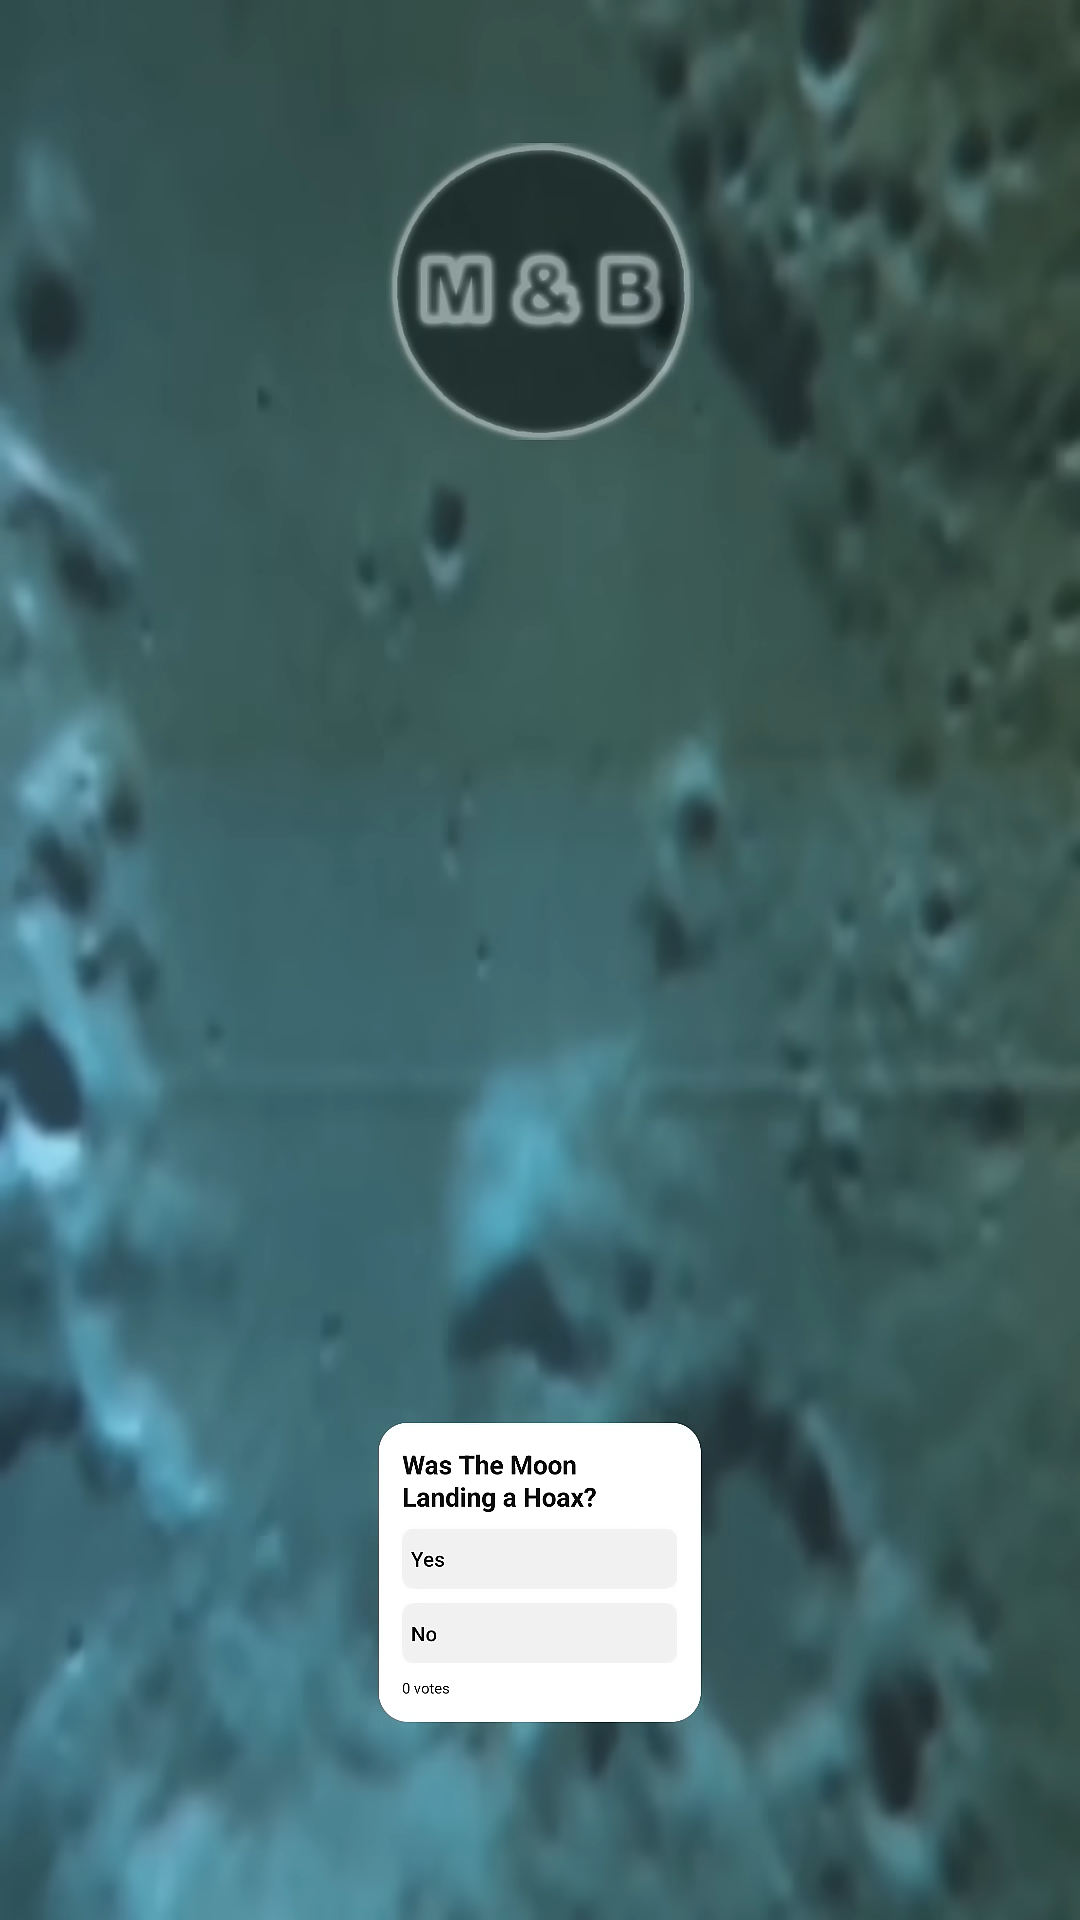 M & B
Was The Moon
Landing a Hoax?
Yes
No
0 votes